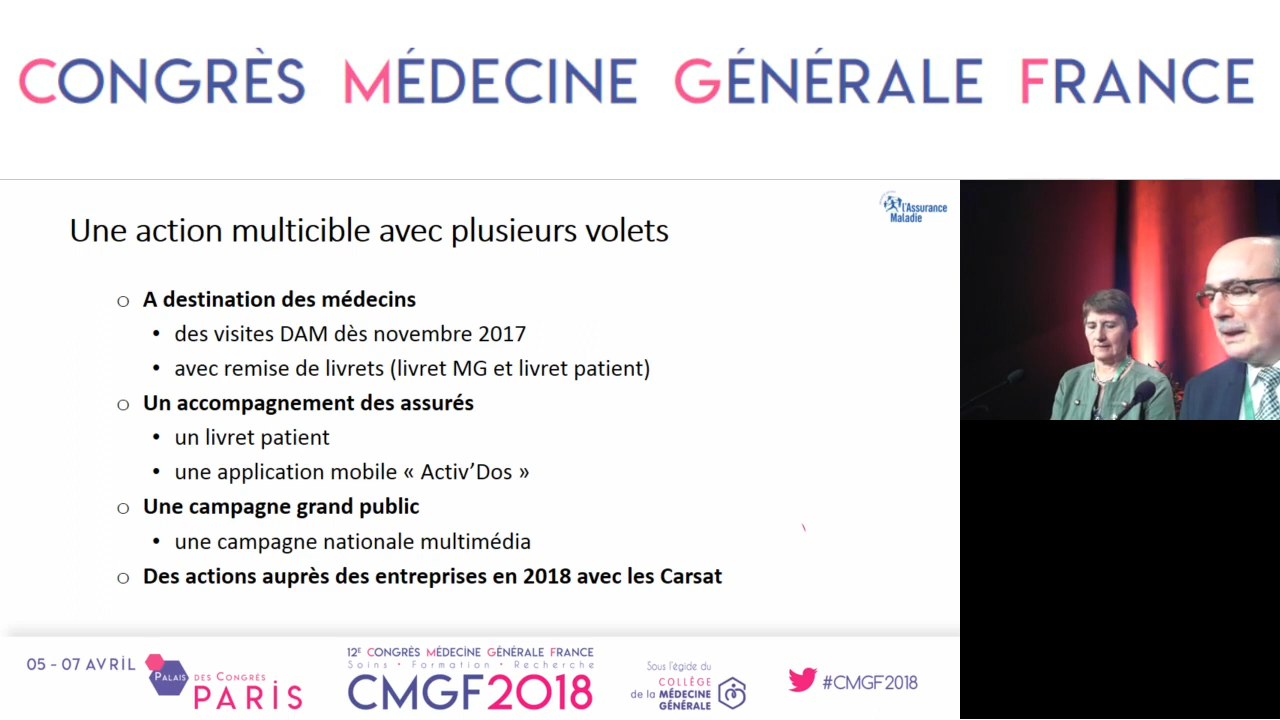 CONGRÈS MÉDECINE GÉNÉRALE FRANCE
l'Assurance
Maladie
Une action multicible avec plusieurs volets
o A destination des médecins
• des visites DAM dès novembre 2017
• avec remise de livrets (livret MG et livret patient)
o Un accompagnement des assurés
• un livret patient
• une application mobile « Activ'Dos »
o Une campagne grand public
• une campagne nationale multimédia
o Des actions auprès des entreprises en 2018 avec les Carsat
05 - 07 AVRIL
PALAIS DES CONGRÈS
PARIS
12E CONGRÈS MÉDECINE GÉNÉRALE FRANCE
Soins • Formation • Recherche
CMGF2018
Sous l'égide du
COLLÈGE
de la MÉDECINE
GÉNÉRALE
#CMGF2018